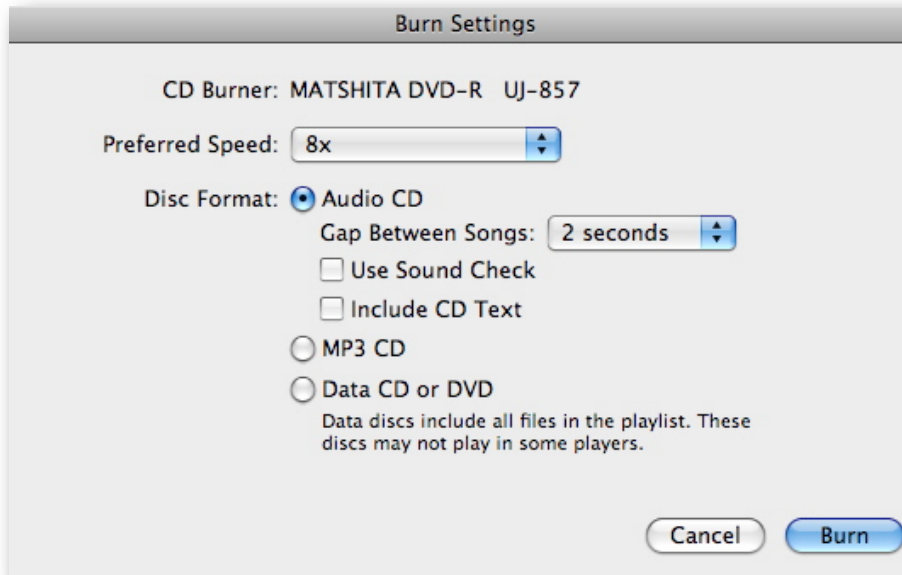 Burn Settings
CD Burner: MATSHITA DVD-R UJ-857
Preferred Speed: 8x
Disc Format: Audio CD
Gap Between Songs: 2 seconds
Use Sound Check
Include CD Text
MP3 CD
Data CD or DVD
Data discs include all files in the playlist. These
discs may not play in some players.
Cancel Burn